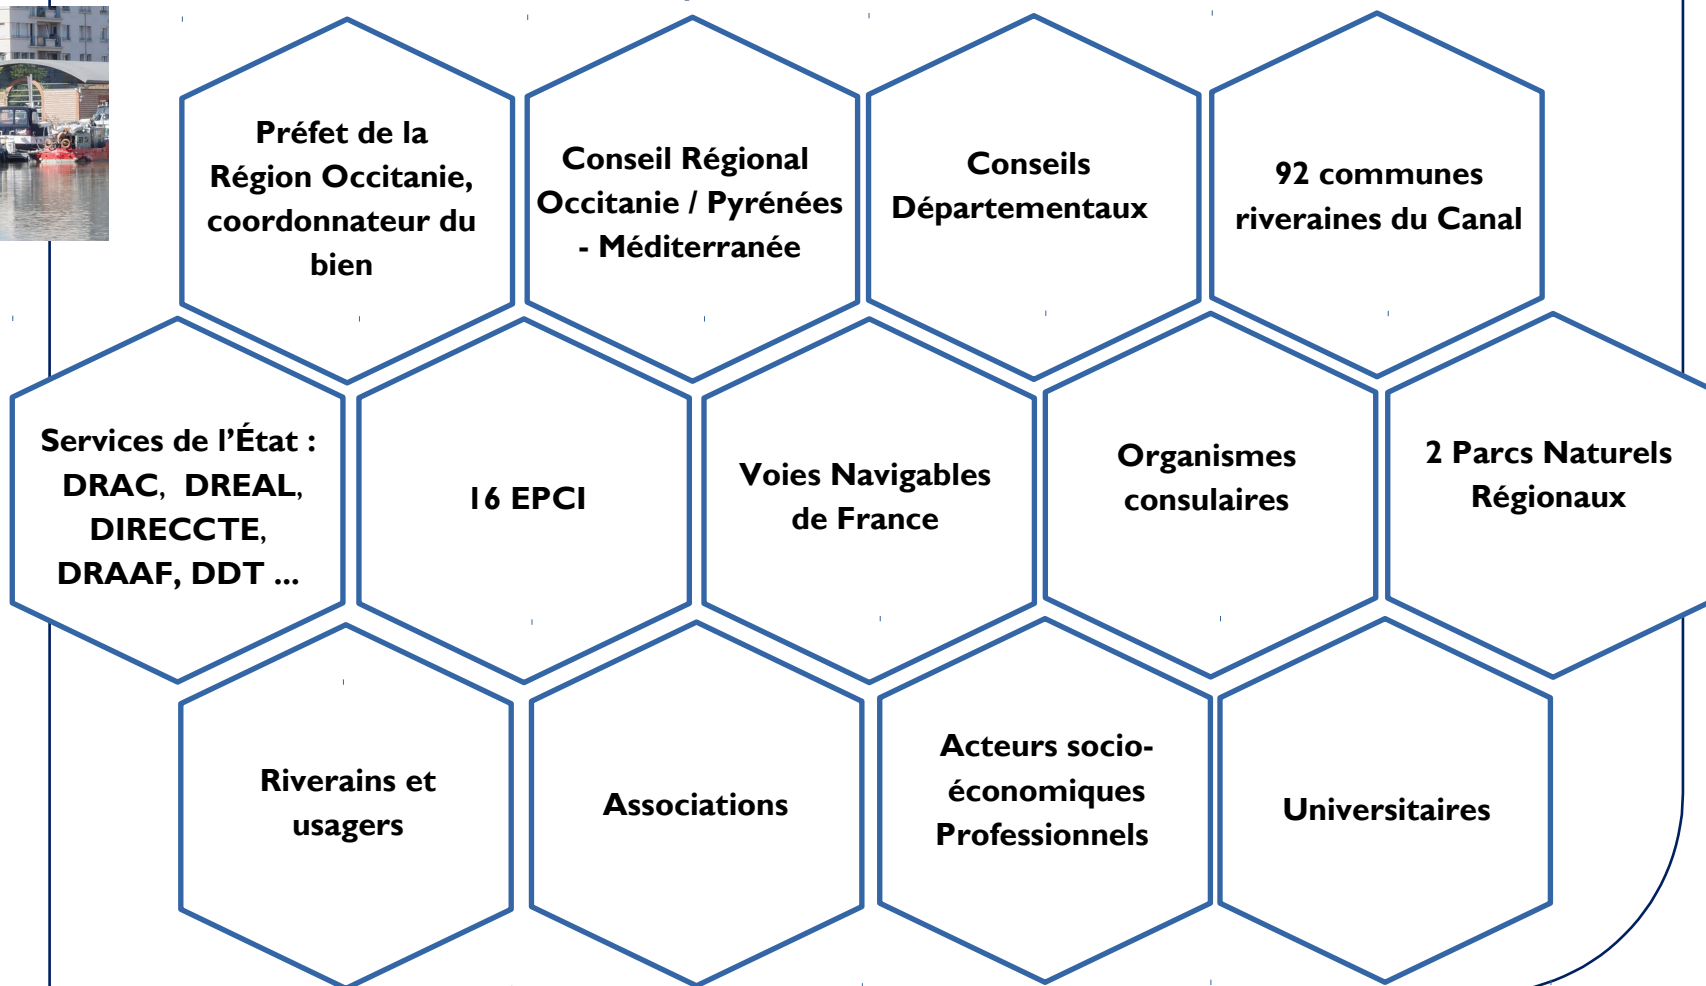 Préfet de la
Région Occitanie,
coordonnateur du
bien
Conseil Régional
Occitanie / Pyrénées
- Méditerranée
Conseils
Départementaux
92 communes
riveraines du Canal
Services de l’État :
DRAC, DREAL,
DIRECCTE,
DRAAF, DDT ...
16 EPCI
Voies Navigables
de France
Organismes
consulaires
2 Parcs Naturels
Régionaux
Riverains et
usagers
Associations
Acteurs socio-
économiques
Professionnels
Universitaires